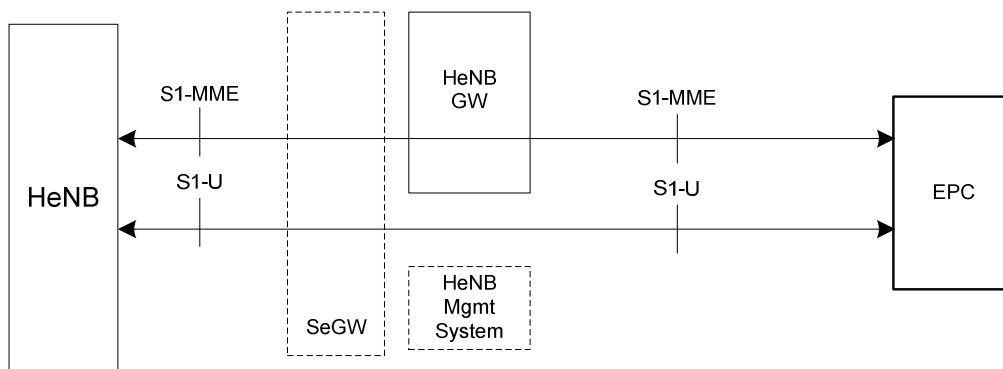 HeNB
GW
S1-MME
S1-MME
S1-U
S1-U
HeNB
EPC
HeNB
Mgmt
System
SeGW